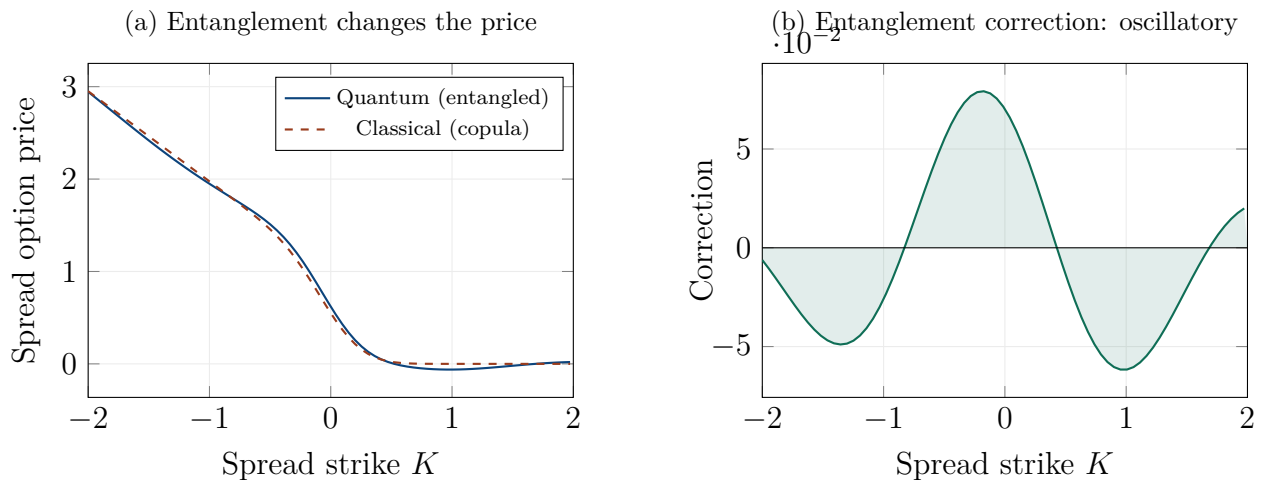 (a) Entanglement changes the price
Spread option price
3
2
1
0
−2 −1 0 1 2
Spread strike K
Quantum (entangled)
Classical (copula)
(b) Entanglement correction: oscillatory
·10⁻²
Correction
5
0
−5
−2 −1 0 1 2
Spread strike K